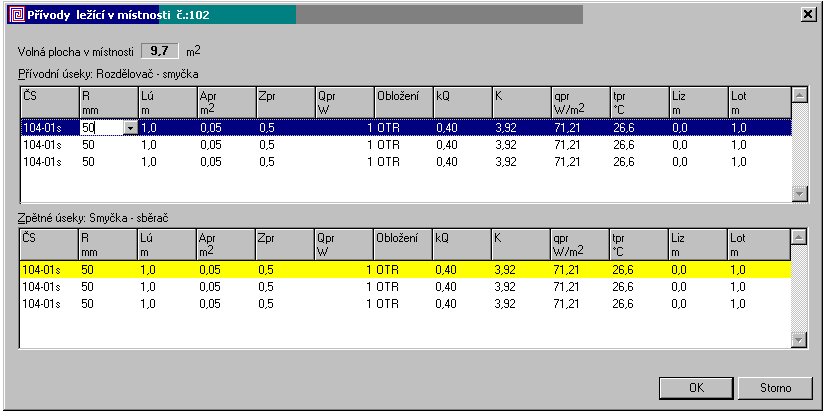 Přívody ležící v místnosti č.:102
Volná plocha v místnosti 9,7 m2
Přívodní úseky: Rozdělovač - smyčka
ČS R Lú Apr Zpr Qpr Obložení kQ K qpr tpr Liz Lot
mm m m2 W W/m2 °C m m
104-01s 50 1,0 0,05 0,5 1 OTR 0,40 3,92 71,21 26,6 0,0 1,0
104-01s 50 1,0 0,05 0,5 1 OTR 0,40 3,92 71,21 26,6 0,0 1,0
104-01s 50 1,0 0,05 0,5 1 OTR 0,40 3,92 71,21 26,6 0,0 1,0
Zpětné úseky: Smyčka - sběrač
ČS R Lú Apr Zpr Qpr Obložení kQ K qpr tpr Liz Lot
mm m m2 W W/m2 °C m m
104-01s 50 1,0 0,05 0,5 1 OTR 0,40 3,92 71,21 26,6 0,0 1,0
104-01s 50 1,0 0,05 0,5 1 OTR 0,40 3,92 71,21 26,6 0,0 1,0
104-01s 50 1,0 0,05 0,5 1 OTR 0,40 3,92 71,21 26,6 0,0 1,0
OK Storno